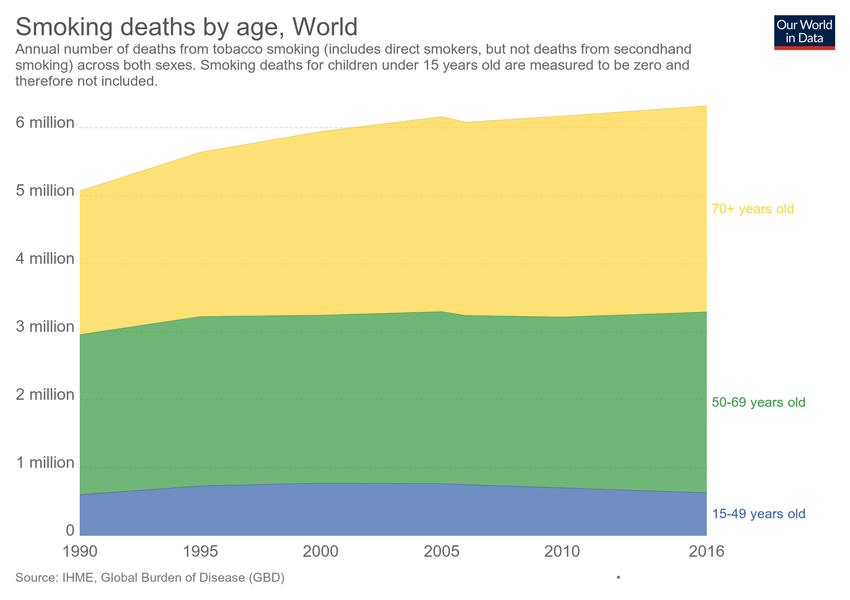 Smoking deaths by age, World
Our World
in Data
Annual number of deaths from tobacco smoking (includes direct smokers, but not deaths from secondhand
smoking) across both sexes. Smoking deaths for children under 15 years old are measured to be zero and
therefore not included.
6 million
5 million
70+ years old
4 million
3 million
2 million
50-69 years old
1 million
15-49 years old
0
1990 1995 2000 2005 2010 2016
Source: IHME, Global Burden of Disease (GBD)